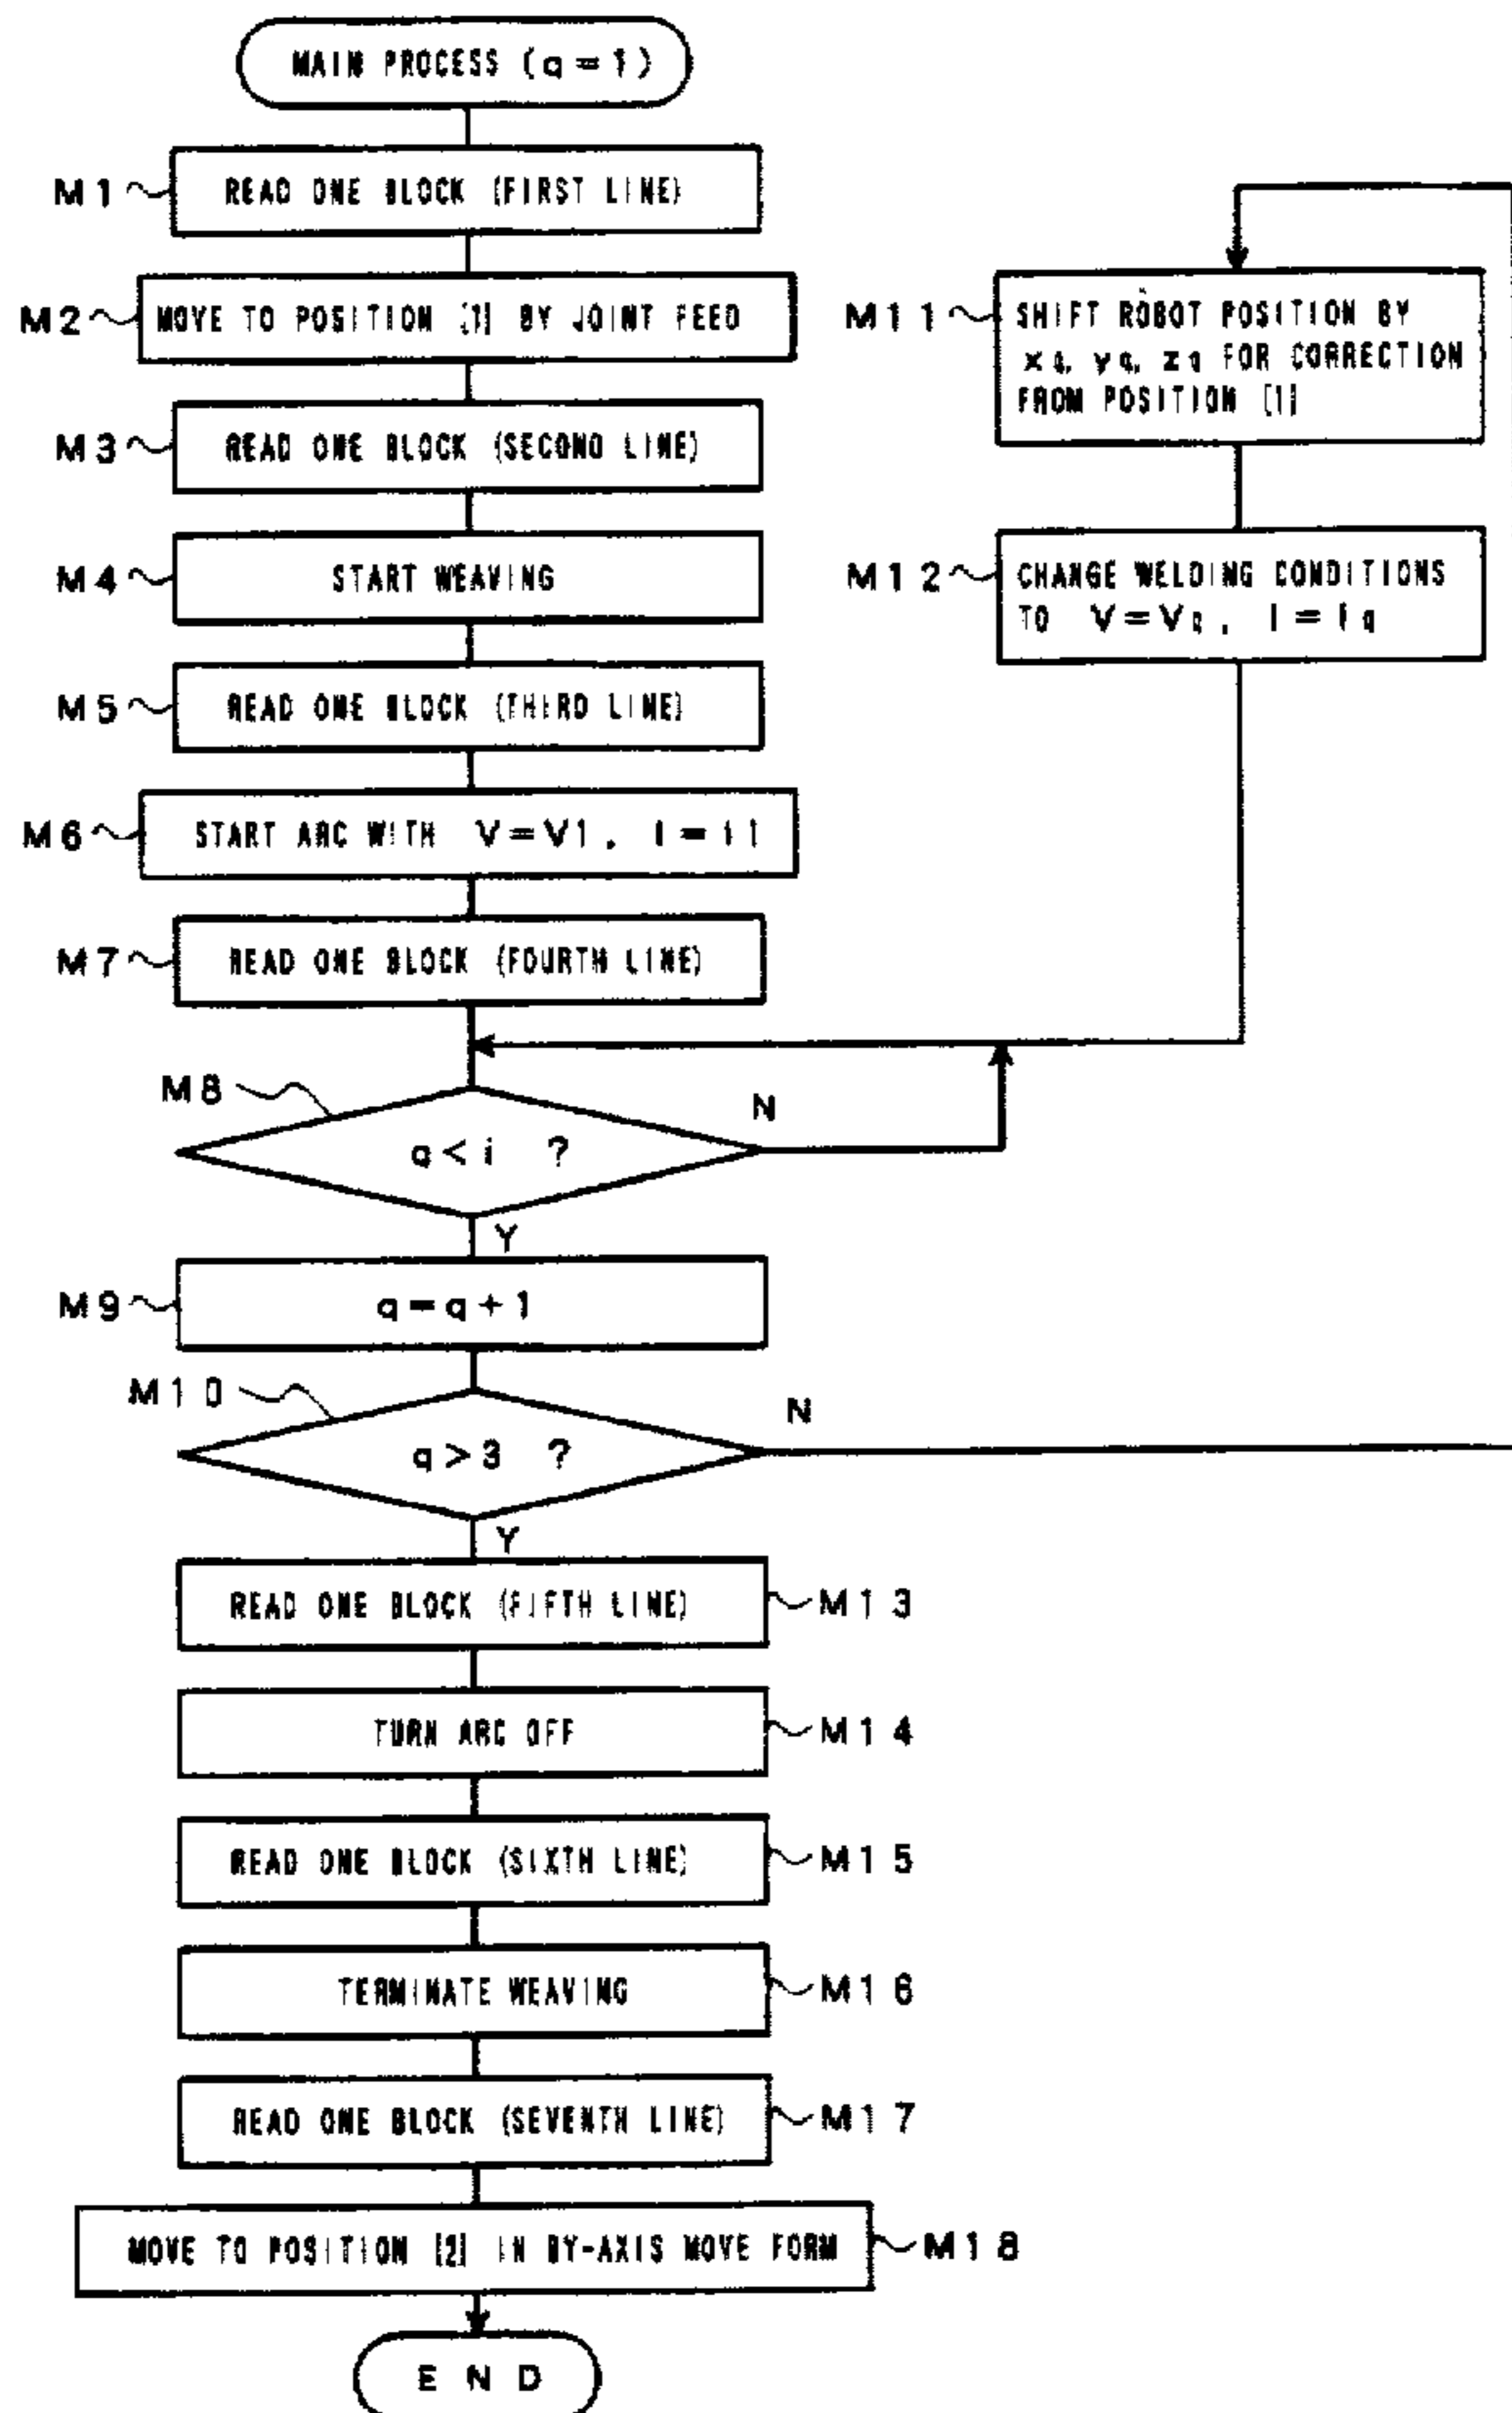 MAIN PROCESS (q=1)
M1
READ ONE BLOCK (FIRST LINE)
M2
MOVE TO POSITION [1] BY JOINT FEED
M3
READ ONE BLOCK (SECOND LINE)
M4
START WEAVING
M5
READ ONE BLOCK (THIRD LINE)
M6
START ARC WITH V=V1, I=i1
M7
READ ONE BLOCK (FOURTH LINE)
M8
q<i ?
N
Y
M9
q=q+1
M10
q>3 ?
N
Y
M11
SHIFT ROBOT POSITION BY
xq, yq, zq FOR CORRECTION
FROM POSITION [1]
M12
CHANGE WELDING CONDITIONS
TO V=Vq, I=iq
READ ONE BLOCK (FIFTH LINE)
M13
TURN ARC OFF
M14
READ ONE BLOCK (SIXTH LINE)
M15
TERMINATE WEAVING
M16
READ ONE BLOCK (SEVENTH LINE)
M17
MOVE TO POSITION [2] IN BY-AXIS MOVE FORM
M18
END